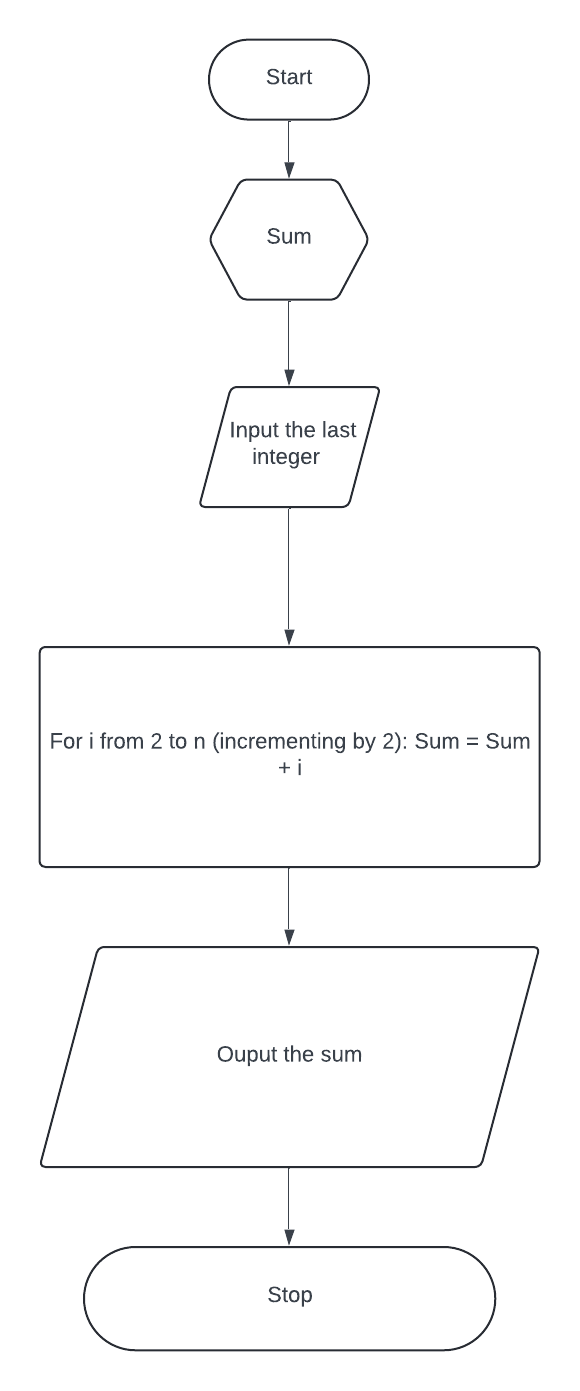 Start
Sum
Input the last
integer
For i from 2 to n (incrementing by 2): Sum = Sum
+ i
Ouput the sum
Stop